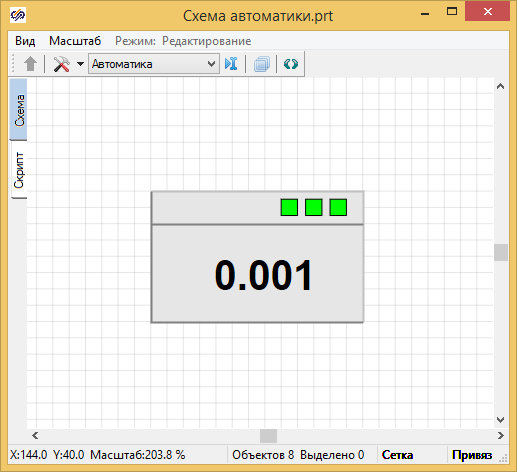 Схема автоматики.prt
Вид Масштаб Режим: Редактирование
Автоматика
Схема
Скрипт
0.001
X:144.0 Y:40.0 Масштаб:203.8 % Объектов 8 Выделено 0 Сетка Привяз